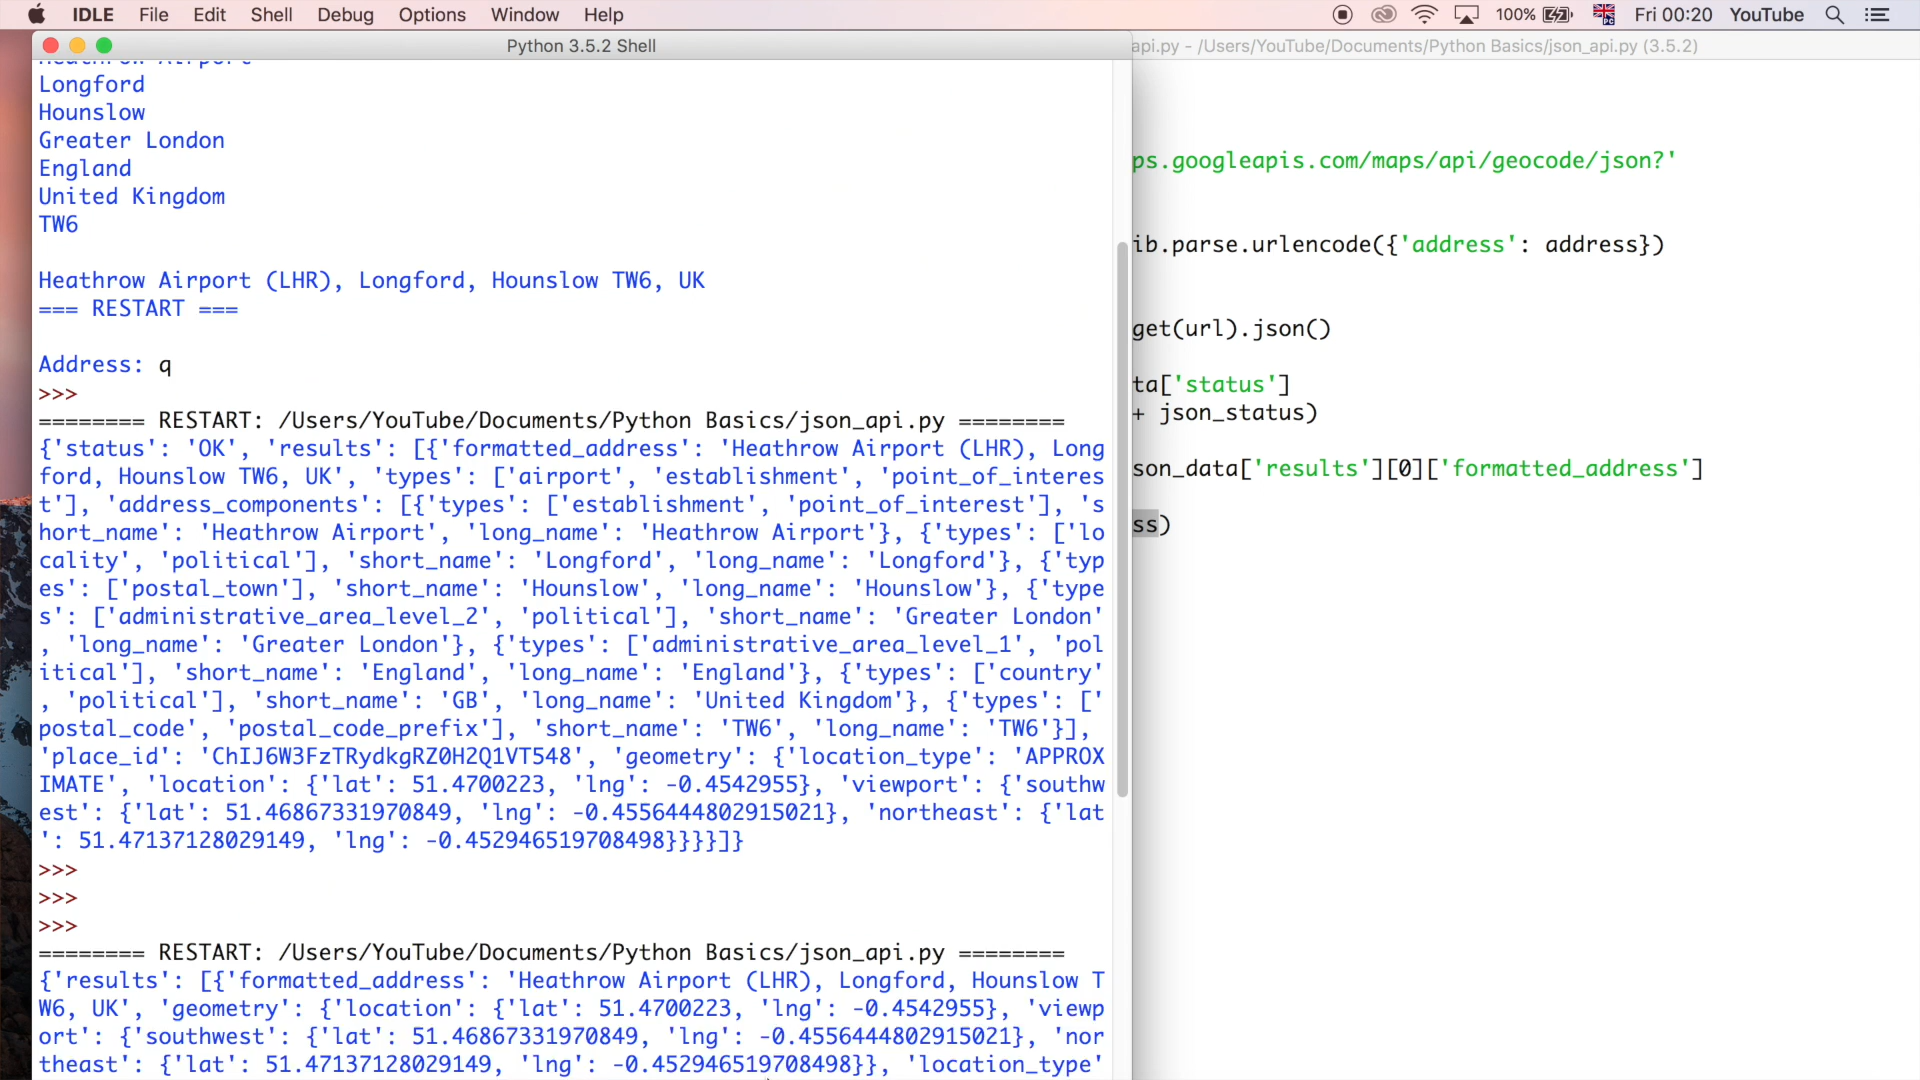 IDLE File Edit Shell Debug Options Window Help 100% Fri 00:20 YouTube
Python 3.5.2 Shell
Heathrow Airport
Longford
Hounslow
Greater London
England
United Kingdom
TW6
Heathrow Airport (LHR), Longford, Hounslow TW6, UK
=== RESTART ===
Address: q
>>>
======== RESTART: /Users/YouTube/Documents/Python Basics/json_api.py ========
{'status': 'OK', 'results': [{'formatted_address': 'Heathrow Airport (LHR), Long
ford, Hounslow TW6, UK', 'types': ['airport', 'establishment', 'point_of_interes
t'], 'address_components': [{'types': ['establishment', 'point_of_interest'], 's
hort_name': 'Heathrow Airport', 'long_name': 'Heathrow Airport'}, {'types': ['lo
cality', 'political'], 'short_name': 'Longford', 'long_name': 'Longford'}, {'typ
es': ['postal_town'], 'short_name': 'Hounslow', 'long_name': 'Hounslow'}, {'type
s': ['administrative_area_level_2', 'political'], 'short_name': 'Greater London'
, 'long_name': 'Greater London'}, {'types': ['administrative_area_level_1', 'pol
itical'], 'short_name': 'England', 'long_name': 'England'}, {'types': ['country'
, 'political'], 'short_name': 'GB', 'long_name': 'United Kingdom'}, {'types': ['
postal_code', 'postal_code_prefix'], 'short_name': 'TW6', 'long_name': 'TW6'}],
'place_id': 'ChIJ6W3FzTRydkgRZ0H2Q1VT548', 'geometry': {'location_type': 'APPROX
IMATE', 'location': {'lat': 51.4700223, 'lng': -0.4542955}, 'viewport': {'southw
est': {'lat': 51.46867331970849, 'lng': -0.4556444802915021}, 'northeast': {'lat
': 51.47137128029149, 'lng': -0.452946519708498}}}}]}
>>>
>>>
>>>
======== RESTART: /Users/YouTube/Documents/Python Basics/json_api.py ========
{'results': [{'formatted_address': 'Heathrow Airport (LHR), Longford, Hounslow T
W6, UK', 'geometry': {'location': {'lat': 51.4700223, 'lng': -0.4542955}, 'viewp
ort': {'southwest': {'lat': 51.46867331970849, 'lng': -0.4556444802915021}, 'nor
theast': {'lat': 51.47137128029149, 'lng': -0.452946519708498}}, 'location_type'
api.py - /Users/YouTube/Documents/Python Basics/json_api.py (3.5.2)
ps.googleapis.com/maps/api/geocode/json?'
ib.parse.urlencode({'address': address})
get(url).json()
ta['status']
+ json_status)
son_data['results'][0]['formatted_address']
ss)